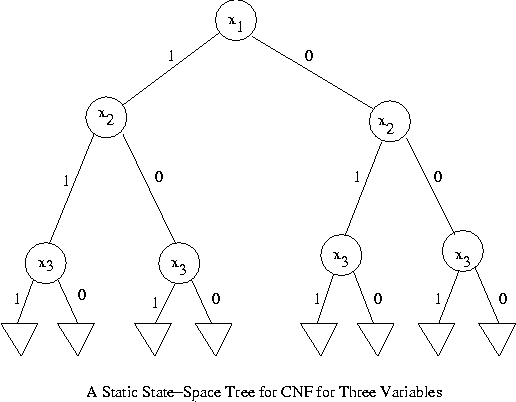 x1
1 0
x2 x2
1 0 1 0
x3 x3 x3 x3
1 0 1 0 1 0 1 0
A Static State–Space Tree for CNF for Three Variables